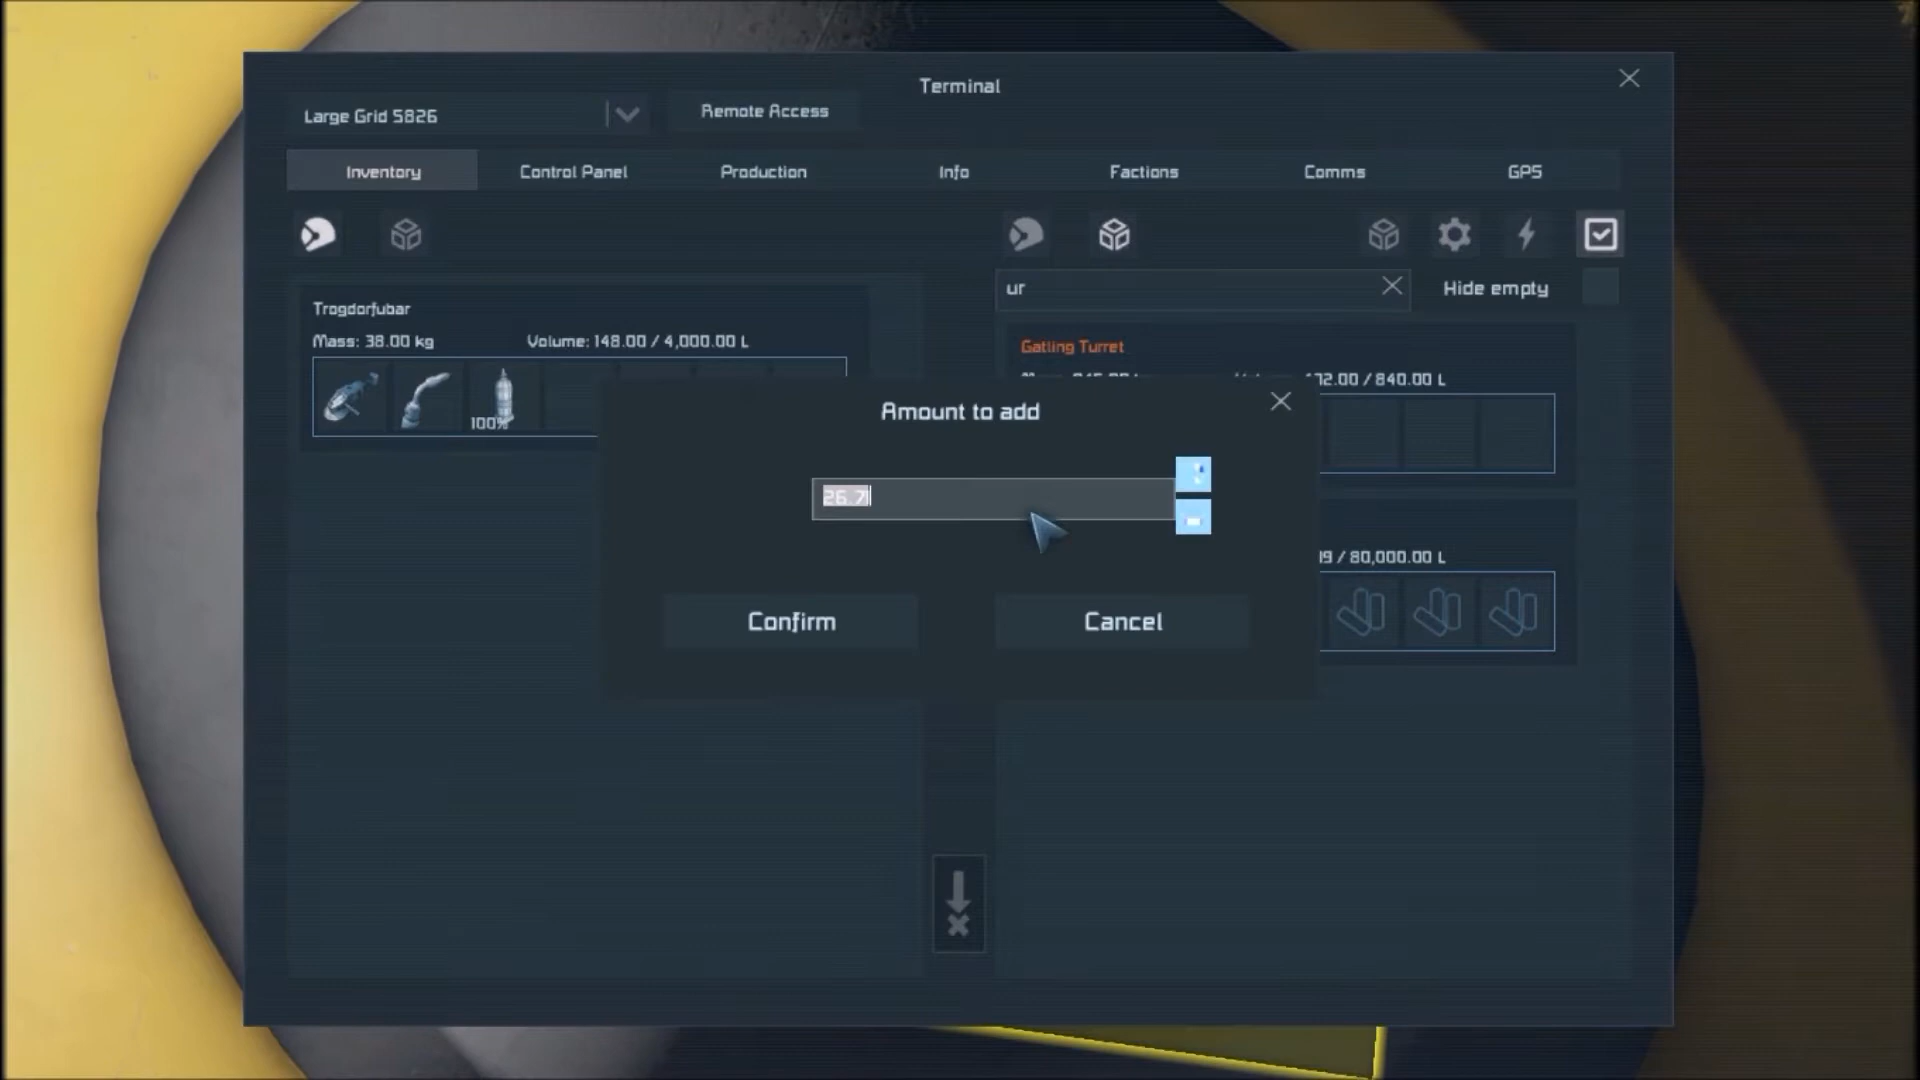 Terminal
Large Grid 5826
Remote Access
Inventory
Control Panel
Production
Info
Factions
Comms
GPS
ur
Hide empty
Trogdorfubar
Mass: 38.00 kg
Volume: 148.00 / 4,000.00 L
100%
Gatling Turret
/ 840.00 L
/ 80,000.00 L
Amount to add
26.7
Confirm
Cancel